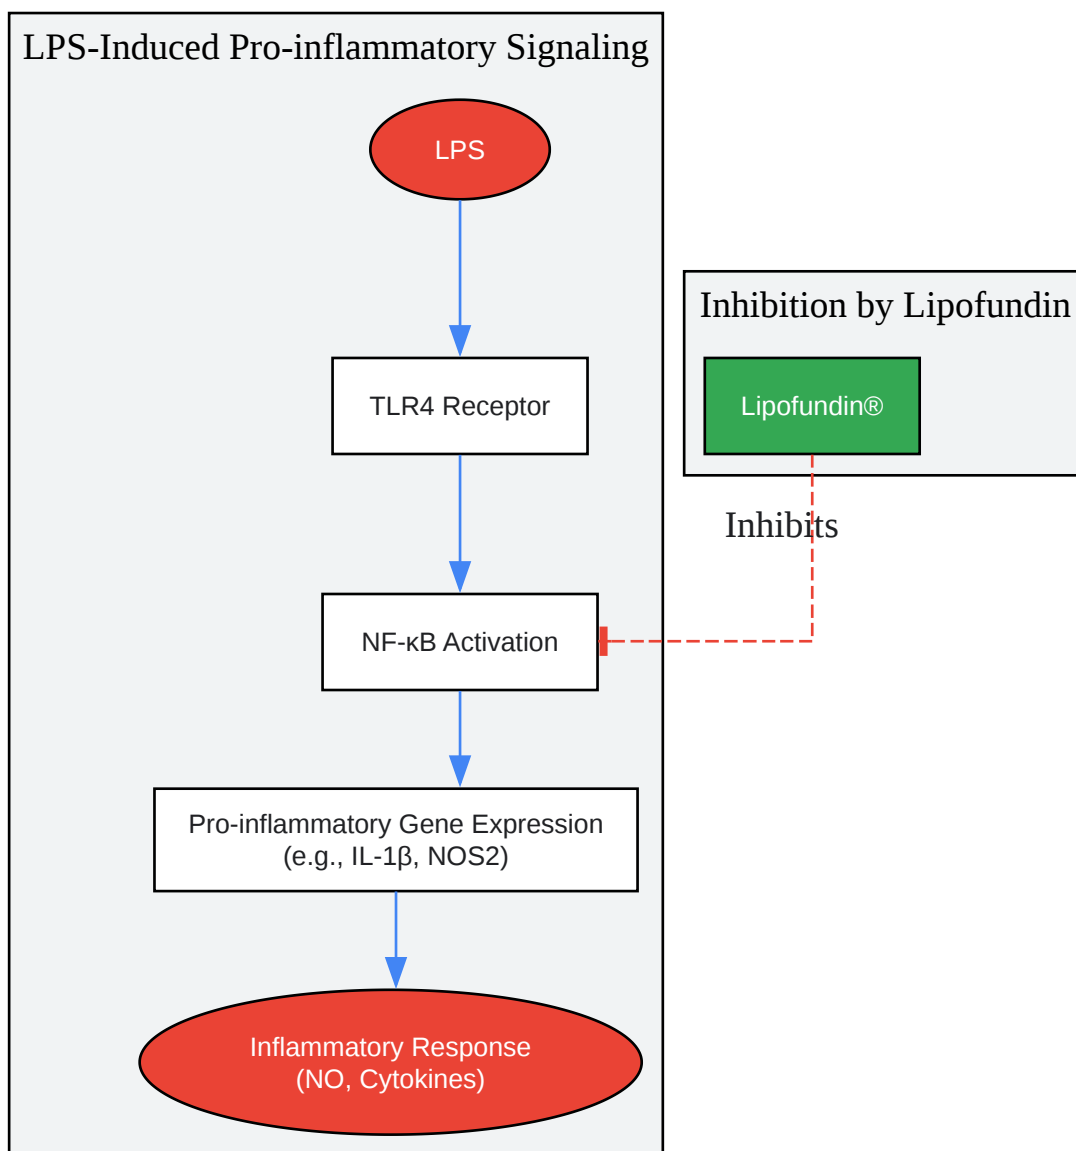 LPS-Induced Pro-inflammatory Signaling
LPS
TLR4 Receptor
NF-κB Activation
Pro-inflammatory Gene Expression
(e.g., IL-1β, NOS2)
Inflammatory Response
(NO, Cytokines)
Inhibition by Lipofundin
Lipofundin®
Inhibits